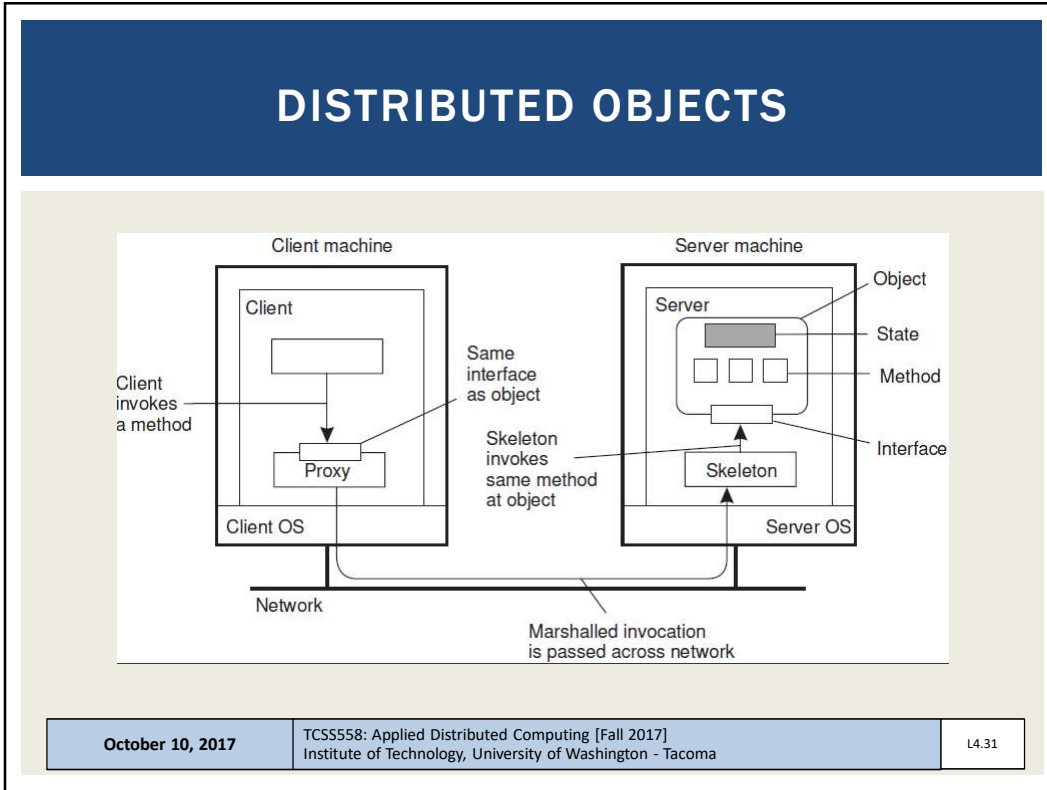 DISTRIBUTED OBJECTS
Client machine
Server machine
Object
Client
Server
State
Same
interface
as object
Method
Client
invokes
a method
Skeleton
invokes
same method
at object
Interface
Proxy
Skeleton
Client OS
Server OS
Network
Marshalled invocation
is passed across network
October 10, 2017
TCSS558: Applied Distributed Computing [Fall 2017]
Institute of Technology, University of Washington - Tacoma
L4.31